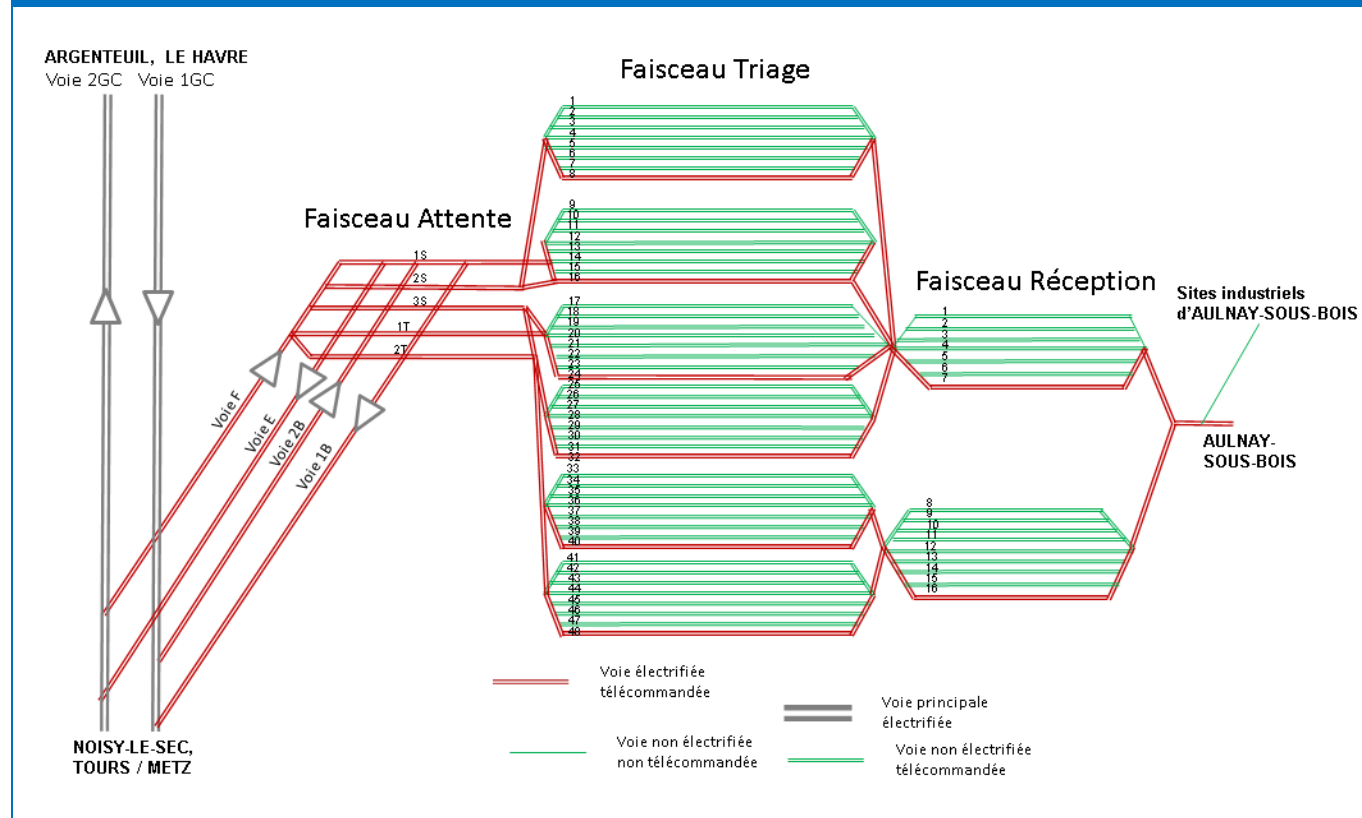 ARGENTEUIL, LE HAVRE
Voie 2GC Voie 1GC
Faisceau Triage
1
2
3
4
5
6
7
8
Faisceau Attente
9
10
11
12
13
14
15
16
1S
2S
3S
1T
2T
17
18
19
20
21
22
23
24
25
26
27
28
29
30
31
32
33
34
35
36
37
38
39
40
41
42
43
44
45
46
47
48
Faisceau Réception
1
2
3
4
5
6
7
Sites industriels
d'AULNAY-SOUS-BOIS
AULNAY-
SOUS-BOIS
8
9
10
11
12
13
14
15
16
Voie F
Voie E
Voie 2B
Voie 1B
NOISY-LE-SEC,
TOURS / METZ
Voie électrifiée
télécommandée
Voie principale
électrifiée
Voie non électrifiée
non télécommandée
Voie non électrifiée
télécommandée